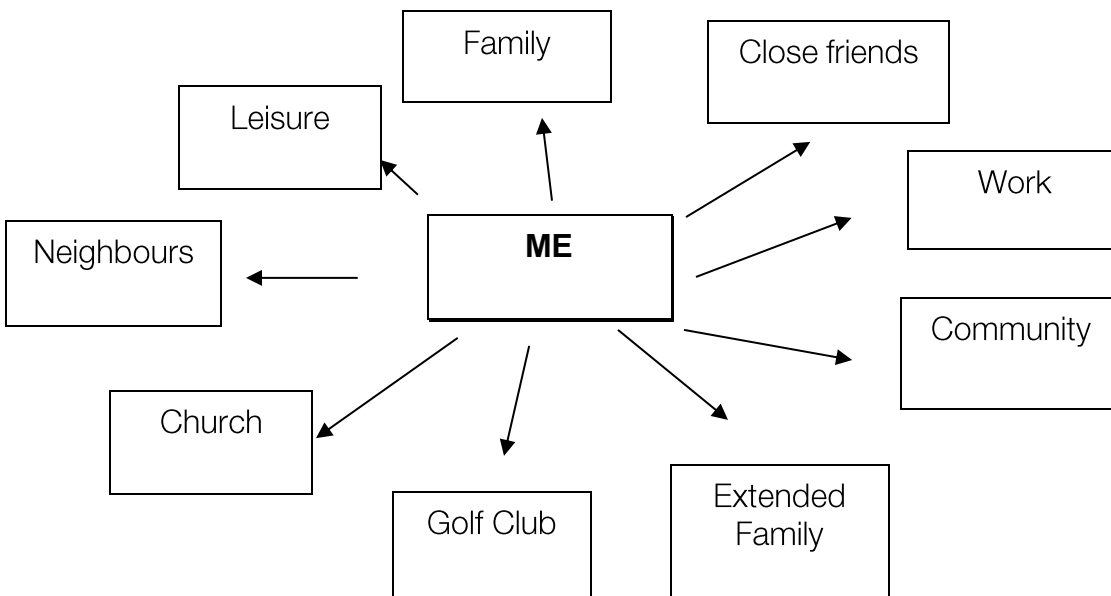 Family
Close friends
Leisure
Work
ME
Neighbours
Community
Church
Golf Club
Extended
Family